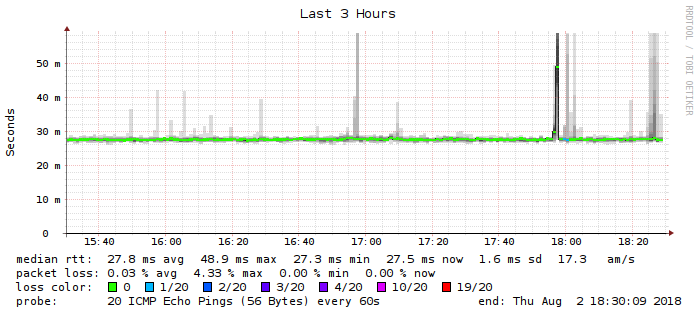 Last 3 Hours
RRDTOOL / TOBI OETIKER
Seconds
50 m
40 m
30 m
20 m
10 m
0
15:40 16:00 16:20 16:40 17:00 17:20 17:40 18:00 18:20
median rtt: 27.8 ms avg 48.9 ms max 27.3 ms min 27.5 ms now 1.6 ms sd 17.3 am/s
packet loss: 0.03 % avg 4.33 % max 0.00 % min 0.00 % now
loss color: 0 1/20 2/20 3/20 4/20 10/20 19/20
probe: 20 ICMP Echo Pings (56 Bytes) every 60s end: Thu Aug 2 18:30:09 2018